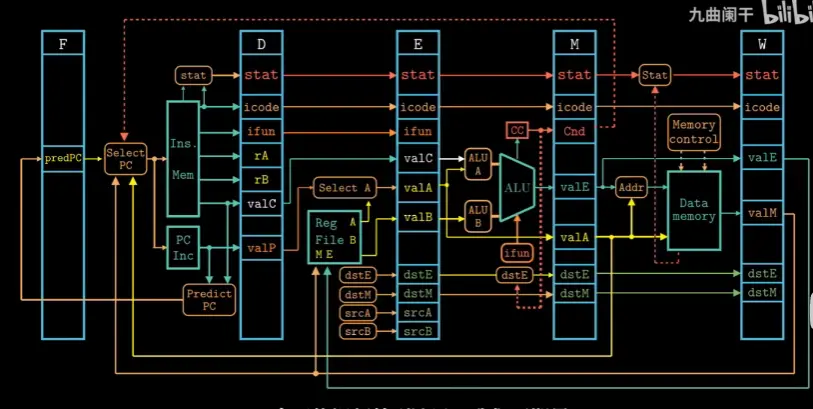 九曲阑干 bilibili
F
D
E
M
W
stat
stat
stat
stat
Stat
stat
icode
icode
icode
icode
Memory
control
ifun
ifun
CC
Cnd
predPC
Select
PC
Ins.
Mem
rA
valC
ALU
A
valE
rB
Select A
valA
ALU
valE
Addr
Data
memory
valC
Reg
File
A
B
M E
valB
ALU
B
valM
PC
Inc
valP
valA
ifun
dstE
dstE
dstE
dstE
dstE
Predict
PC
dstM
dstM
dstM
dstM
srcA
srcA
srcB
srcB